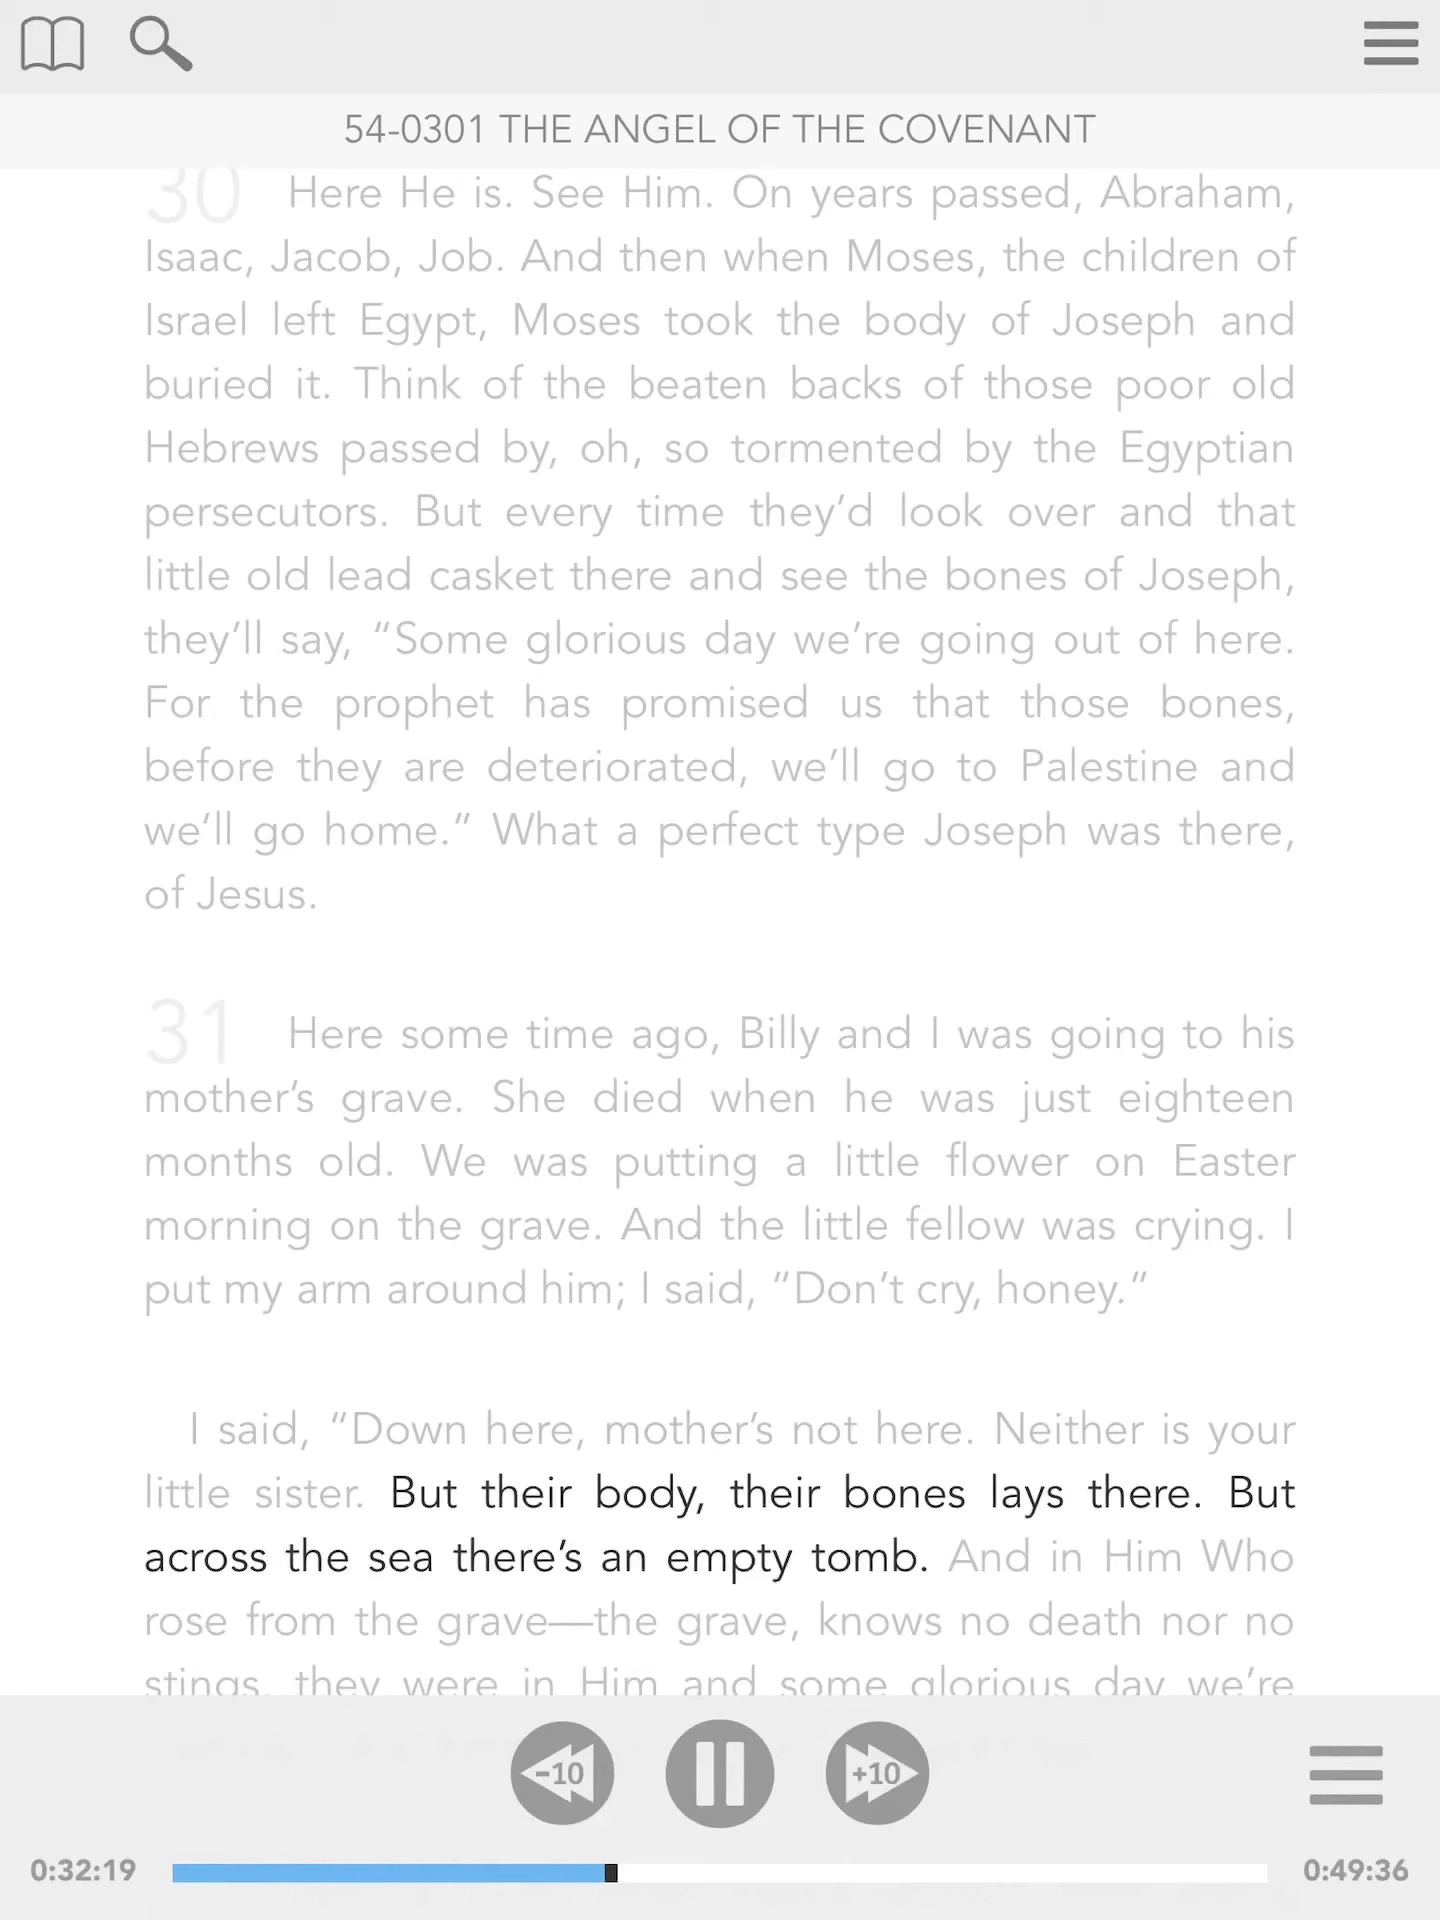 54-0301 THE ANGEL OF THE COVENANT
30 Here He is. See Him. On years passed, Abraham,
Isaac, Jacob, Job. And then when Moses, the children of
Israel left Egypt, Moses took the body of Joseph and
buried it. Think of the beaten backs of those poor old
Hebrews passed by, oh, so tormented by the Egyptian
persecutors. But every time they’d look over and that
little old lead casket there and see the bones of Joseph,
they’ll say, “Some glorious day we’re going out of here.
For the prophet has promised us that those bones,
before they are deteriorated, we’ll go to Palestine and
we’ll go home.” What a perfect type Joseph was there,
of Jesus.
31 Here some time ago, Billy and I was going to his
mother’s grave. She died when he was just eighteen
months old. We was putting a little flower on Easter
morning on the grave. And the little fellow was crying. I
put my arm around him; I said, “Don’t cry, honey.”
I said, “Down here, mother’s not here. Neither is your
little sister. But their body, their bones lays there. But
across the sea there’s an empty tomb. And in Him Who
rose from the grave—the grave, knows no death nor no
stings, they were in Him and some glorious day we’re
-10 +10
0:32:19 0:49:36